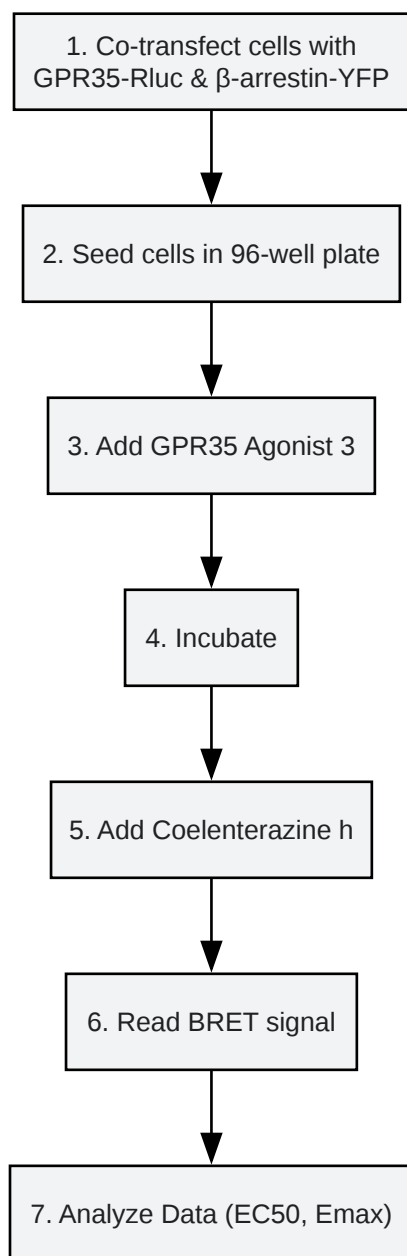 1. Co-transfect cells with
GPR35-Rluc & β-arrestin-YFP
2. Seed cells in 96-well plate
3. Add GPR35 Agonist 3
4. Incubate
5. Add Coelenterazine h
6. Read BRET signal
7. Analyze Data (EC50, Emax)